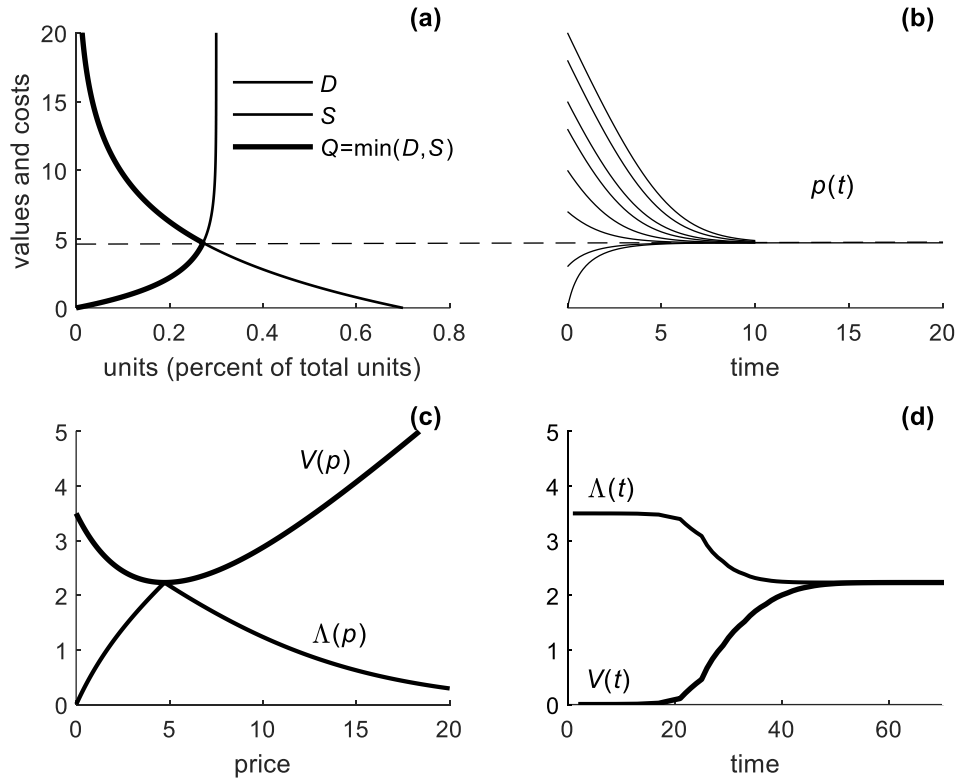 (a)
20
15
10
5
0
values and costs
D
S
Q=min(D,S)
0 0.2 0.4 0.6 0.8
units (percent of total units)
(b)
p(t)
0 5 10 15 20
time
(c)
5
4
3
2
1
0
V(p)
Λ(p)
0 5 10 15 20
price
(d)
5
4
3
2
1
0
Λ(t)
V(t)
0 20 40 60
time